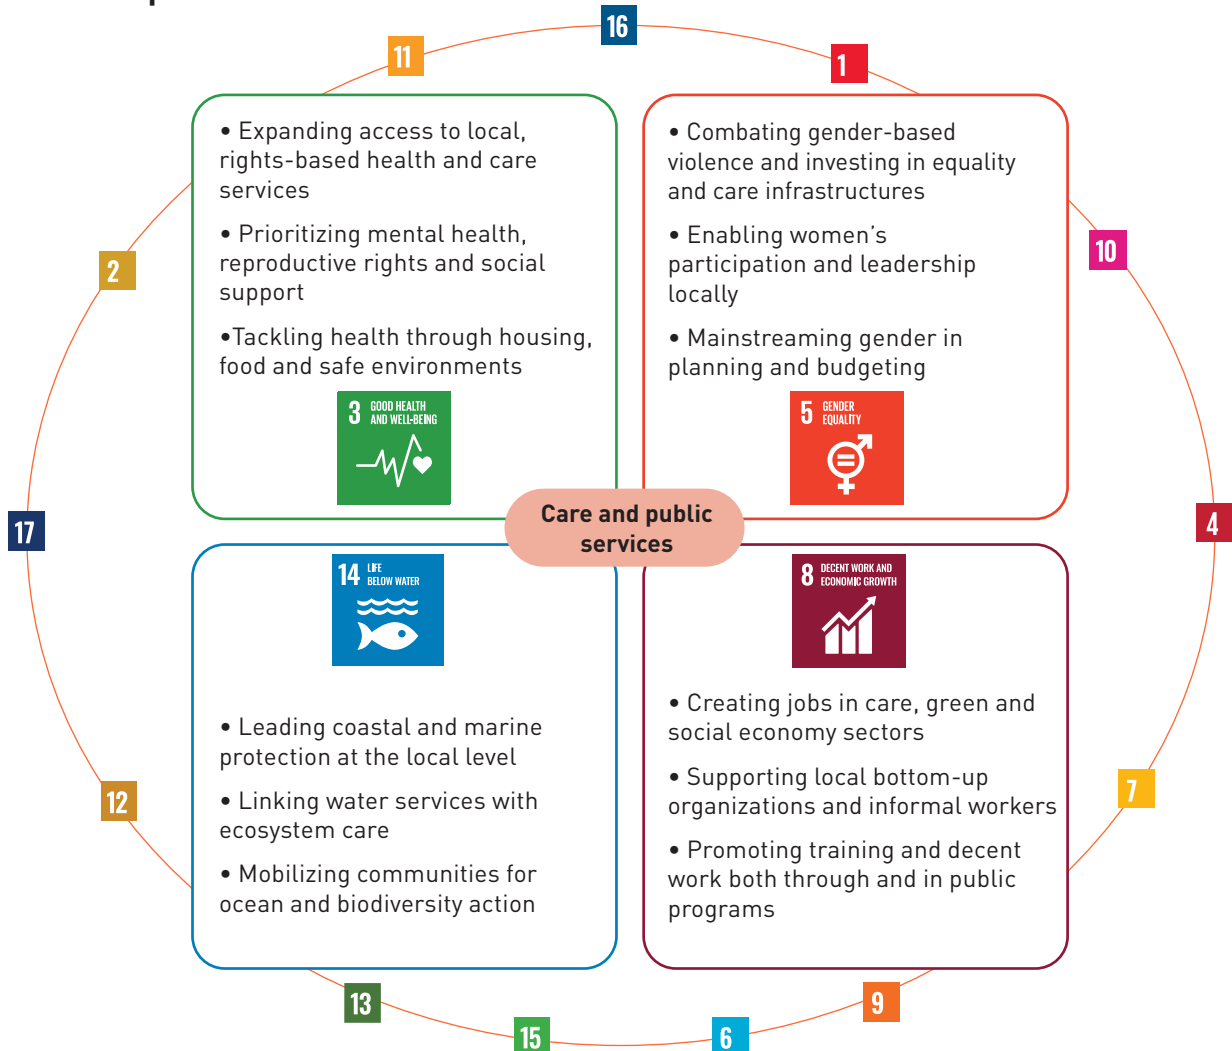 16
11
1
• Expanding access to local,
rights-based health and care
services
• Prioritizing mental health,
reproductive rights and social
support
•Tackling health through housing,
food and safe environments
3 GOOD HEALTH
AND WELL-BEING
• Combating gender-based
violence and investing in equality
and care infrastructures
• Enabling women’s
participation and leadership
locally
• Mainstreaming gender in
planning and budgeting
5 GENDER
EQUALITY
2
10
17
4
Care and public
services
14 LIFE
BELOW WATER
• Leading coastal and marine
protection at the local level
• Linking water services with
ecosystem care
• Mobilizing communities for
ocean and biodiversity action
8 DECENT WORK AND
ECONOMIC GROWTH
• Creating jobs in care, green and
social economy sectors
• Supporting local bottom-up
organizations and informal workers
• Promoting training and decent
work both through and in public
programs
12
7
13
9
15
6